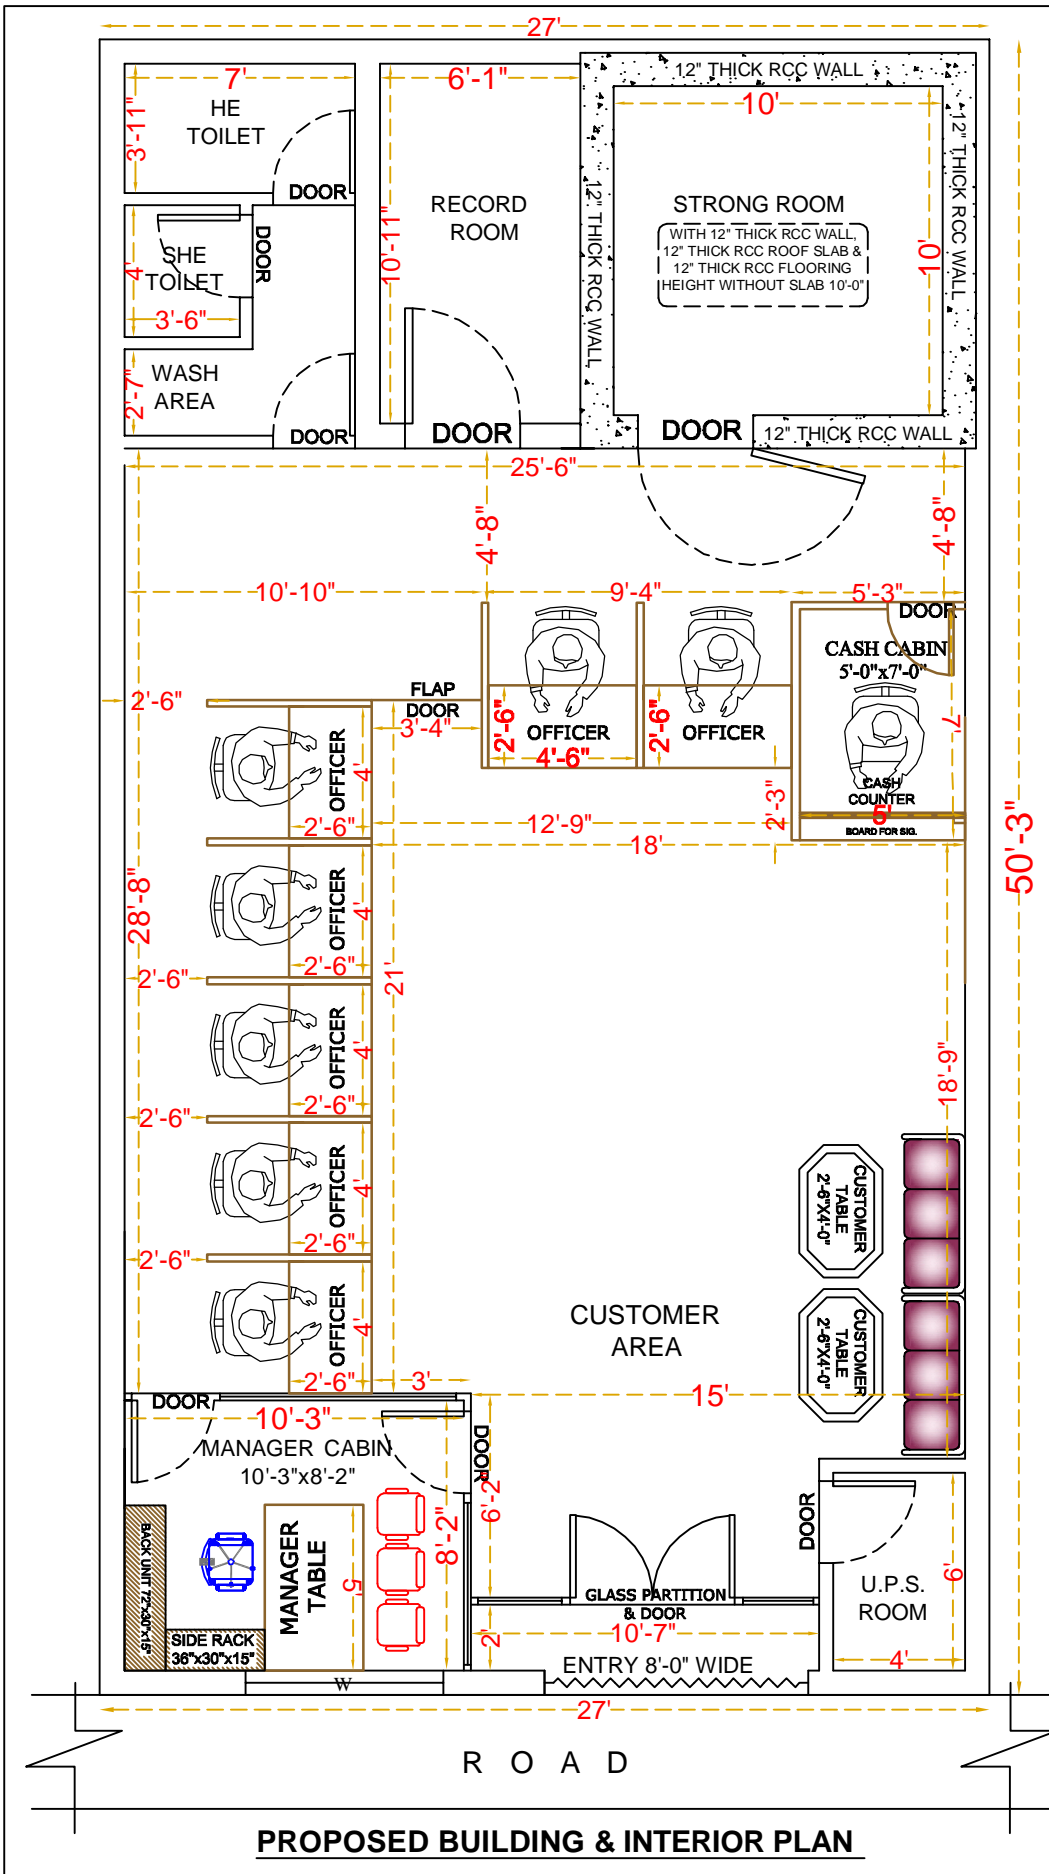 27'
7'
HE
TOILET
3'-11"
DOOR
6'-1"
RECORD
ROOM
10'-11"
DOOR
12" THICK RCC WALL
10'
12" THICK RCC WALL
12" THICK RCC WALL
12" THICK RCC WALL
STRONG ROOM
WITH 12" THICK RCC WALL,
12" THICK RCC ROOF SLAB &
12" THICK RCC FLOORING
HEIGHT WITHOUT SLAB 10'-0"
10'
DOOR
12" THICK RCC WALL
SHE
TOILET
4'
3'-6"
DOOR
WASH
AREA
2'-7"
DOOR
25'-6"
4'-8"
4'-8"
10'-10"
9'-4"
5'-3"
DOOR
CASH CABIN
5'-0"x7'-0"
7'
CASH
COUNTER
5'
BOARD FOR SIG.
2'-6"
FLAP
DOOR
3'-4"
2'-6"
OFFICER
4'-6"
2'-6"
OFFICER
2'-3"
12'-9"
18'
50'-3"
28'-8"
21'
18'-9"
OFFICER
4'
2'-6"
OFFICER
4'
2'-6"
2'-6"
OFFICER
4'
2'-6"
2'-6"
OFFICER
4'
2'-6"
2'-6"
OFFICER
4'
2'-6"
3'
CUSTOMER
TABLE
2'-6"X4'-0"
CUSTOMER
TABLE
2'-6"X4'-0"
CUSTOMER
AREA
15'
DOOR
10'-3"
MANAGER CABIN
10'-3"x8'-2"
DOOR
6'-2"
8'-2"
BACK UNIT 72"x30"x15"
MANAGER
TABLE
5'
SIDE RACK
36"x30"x15"
W
GLASS PARTITION
& DOOR
2'
10'-7"
ENTRY 8'-0" WIDE
DOOR
U.P.S.
ROOM
6'
4'
27'
ROAD
PROPOSED BUILDING & INTERIOR PLAN